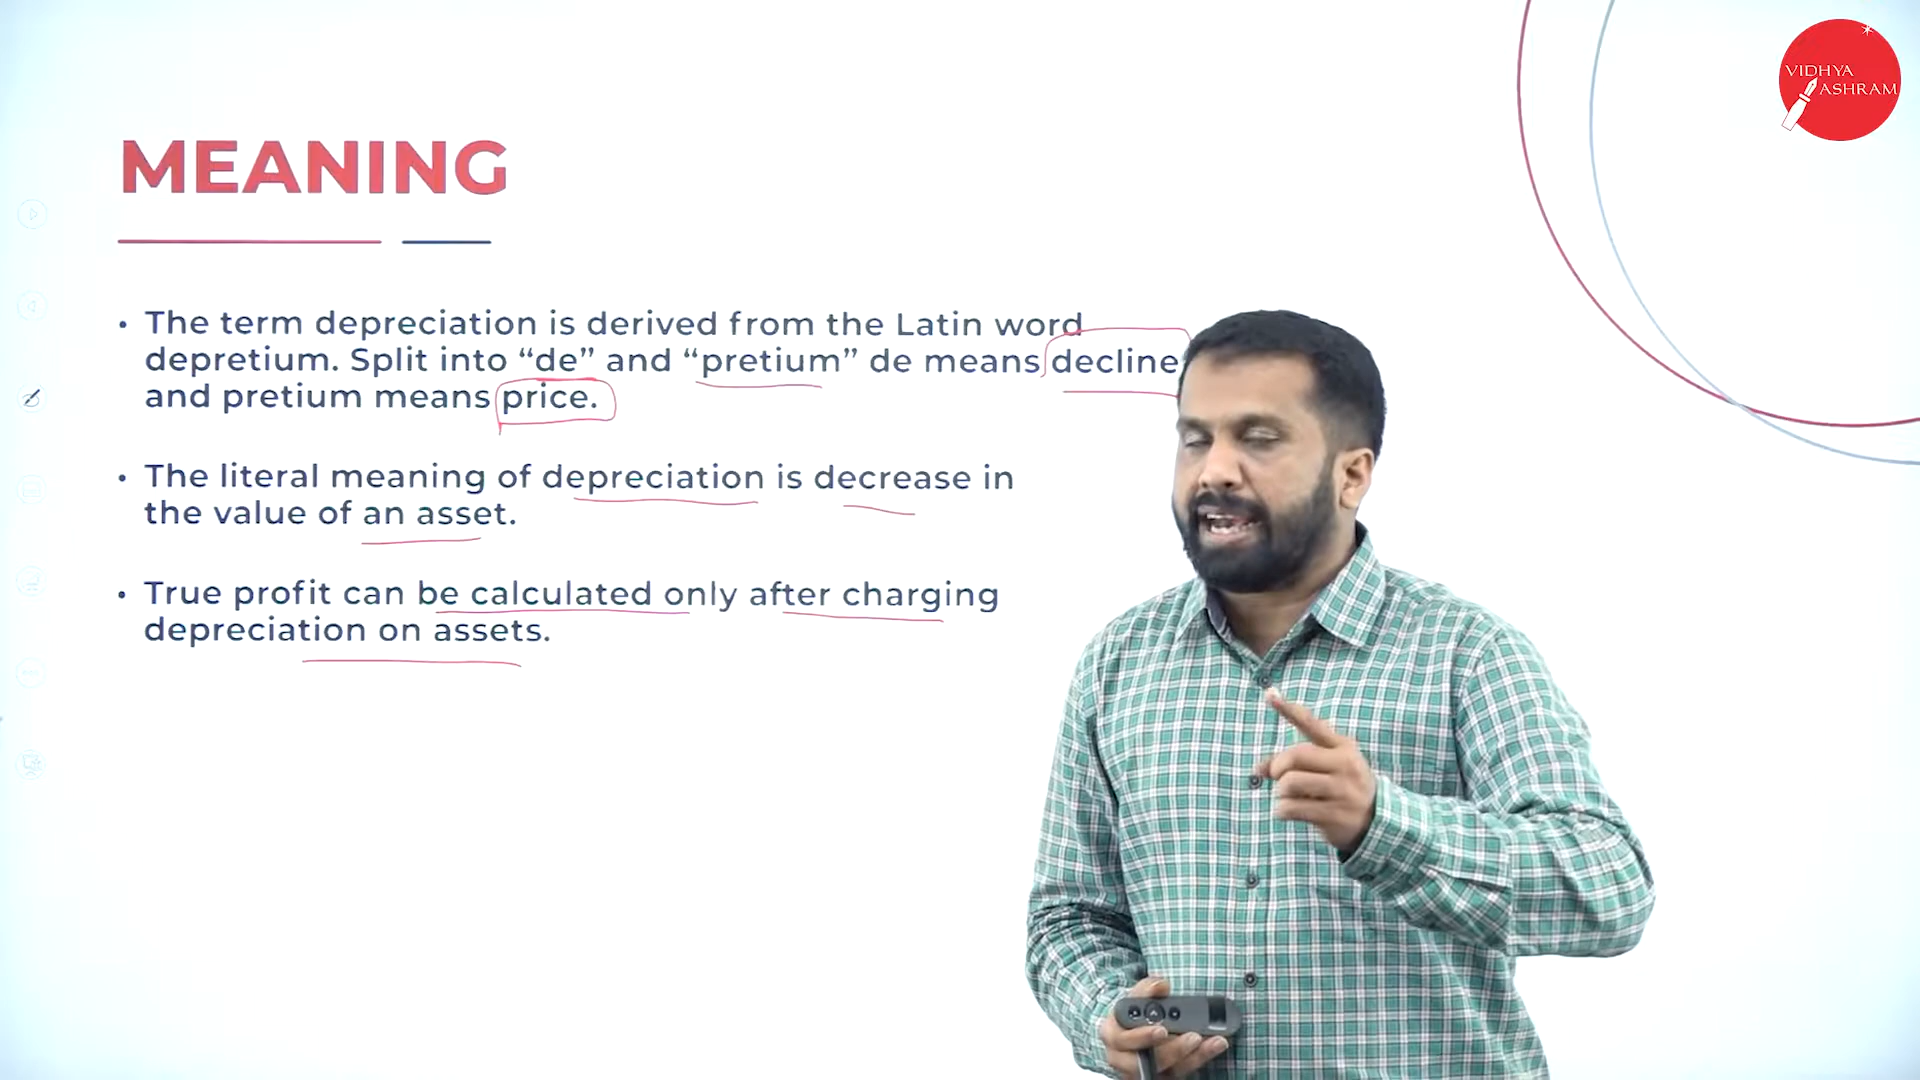 VIDHYA
ASHRAM
MEANING
• The term depreciation is derived from the Latin word
depretium. Split into “de” and “pretium” de means decline
and pretium means price.
• The literal meaning of depreciation is decrease in
the value of an asset.
• True profit can be calculated only after charging
depreciation on assets.